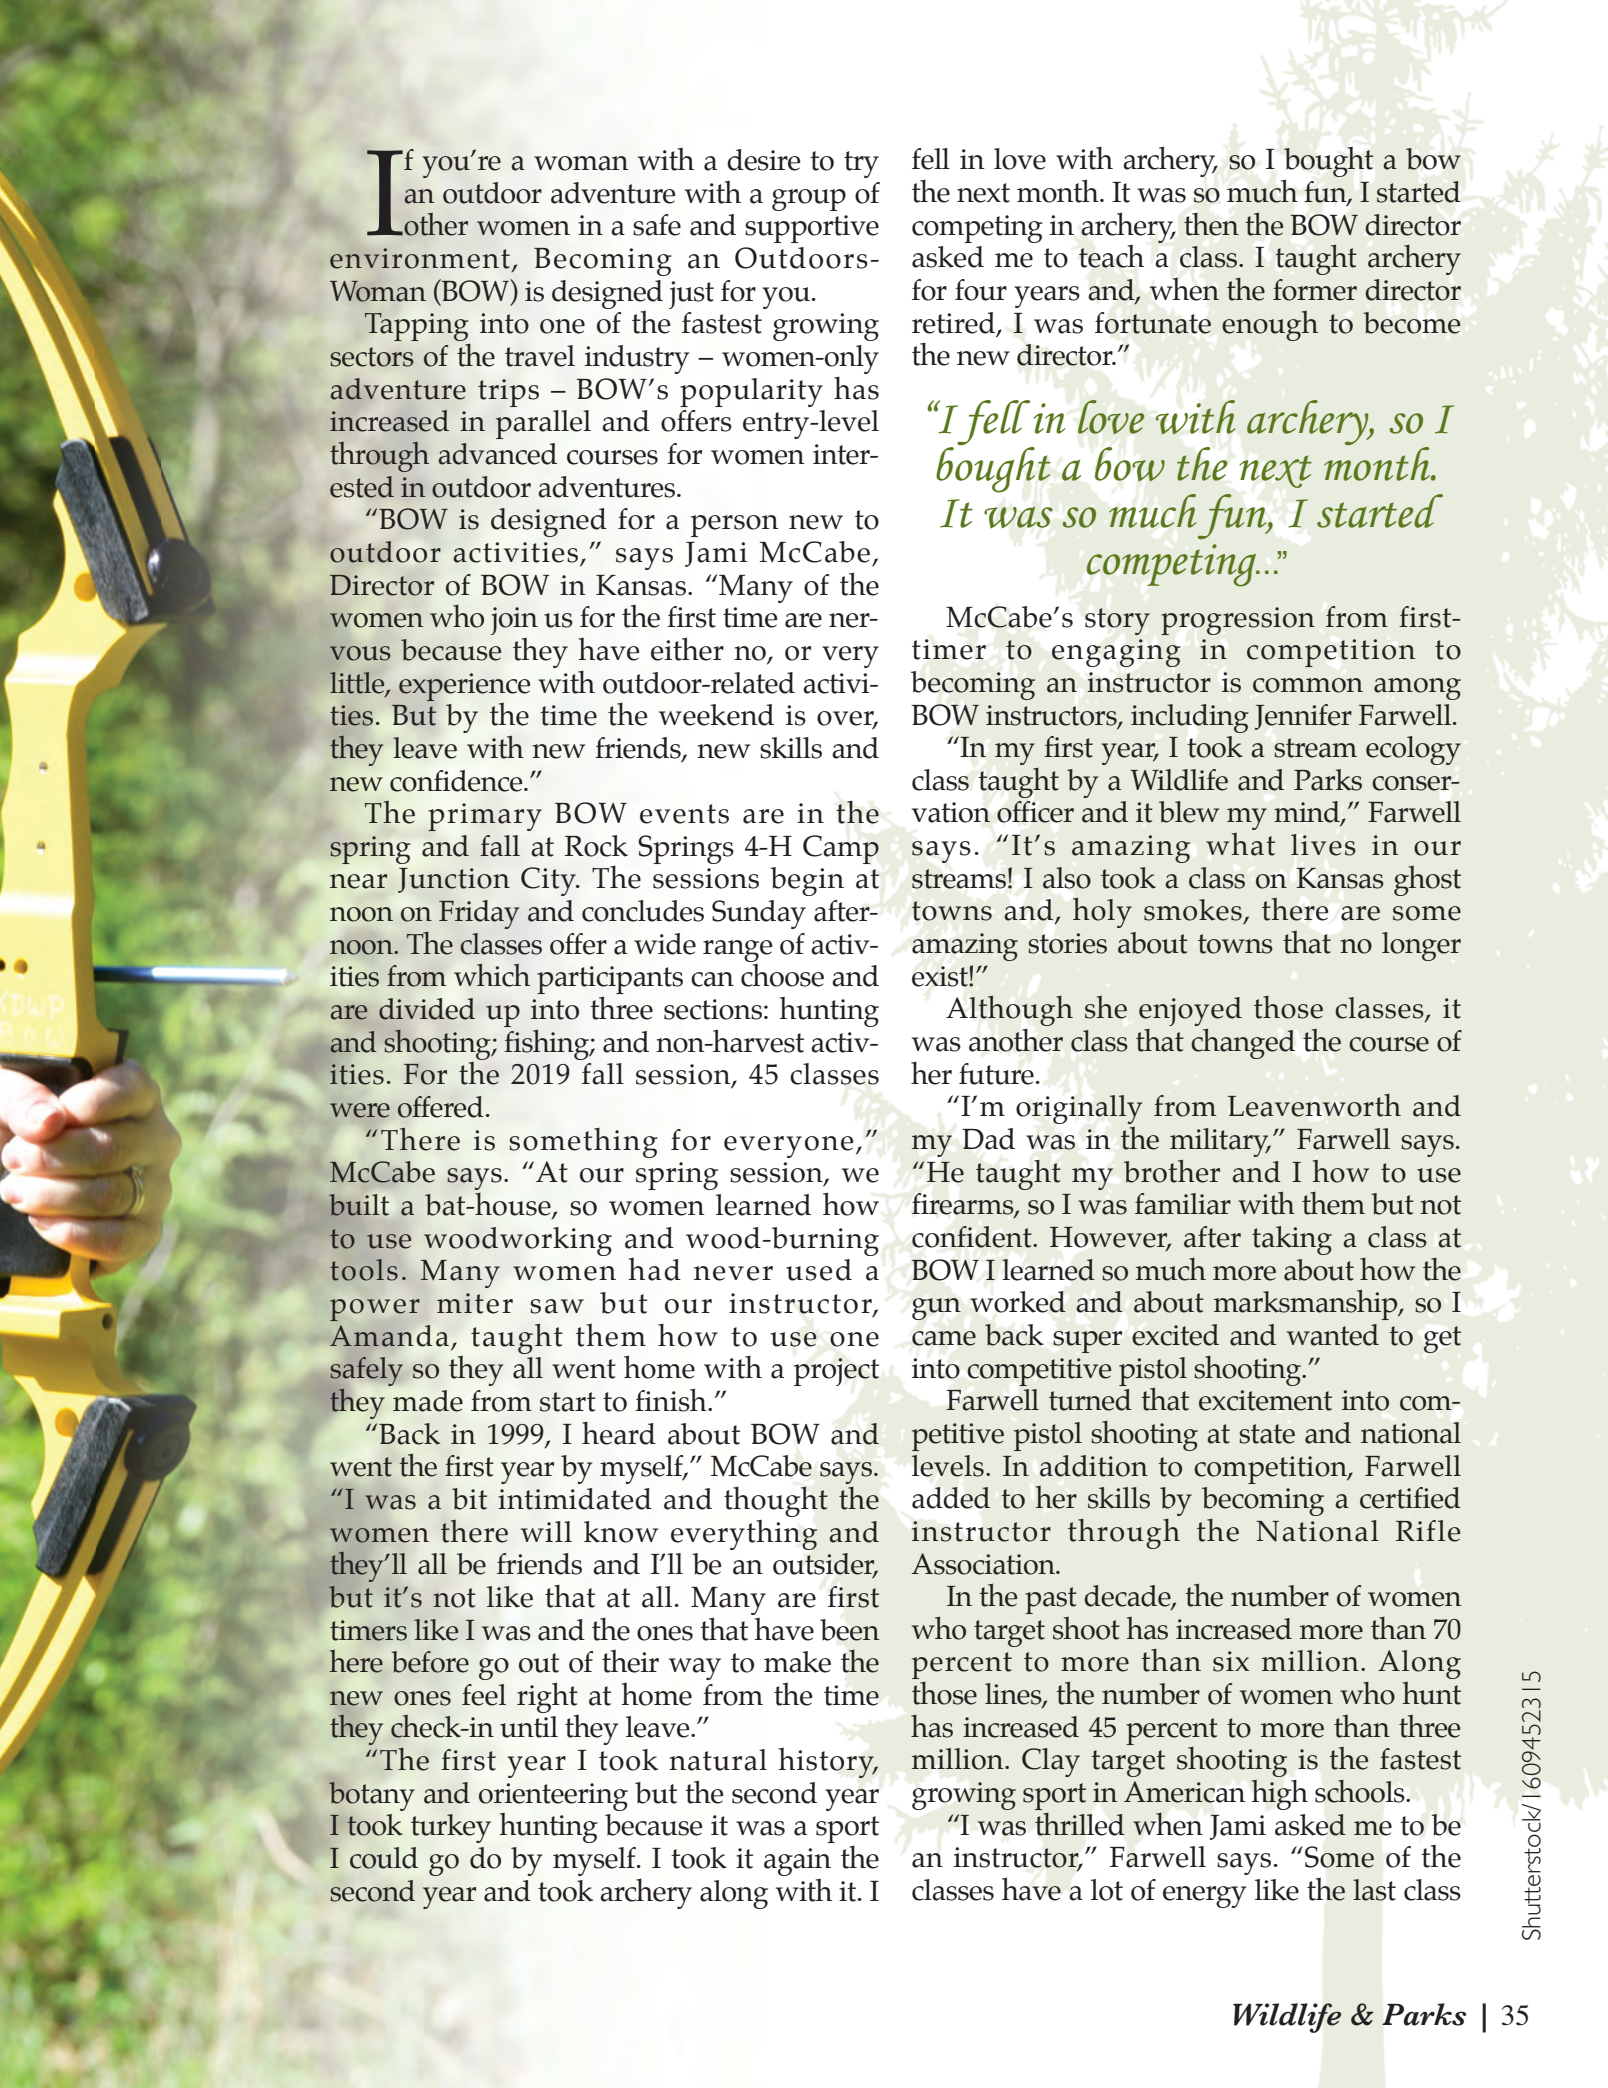 If you're a woman with a desire to try
an outdoor adventure with a group of
other women in a safe and supportive
environment, Becoming an Outdoors-
Woman (BOW) is designed just for you.
Tapping into one of the fastest growing
sectors of the travel industry – women-only
adventure trips – BOW's popularity has
increased in parallel and offers entry-level
through advanced courses for women inter-
ested in outdoor adventures.
"BOW is designed for a person new to
outdoor activities," says Jami McCabe,
Director of BOW in Kansas. "Many of the
women who join us for the first time are ner-
vous because they have either no, or very
little, experience with outdoor-related activi-
ties. But by the time the weekend is over,
they leave with new friends, new skills and
new confidence."
The primary BOW events are in the
spring and fall at Rock Springs 4-H Camp
near Junction City. The sessions begin at
noon on Friday and concludes Sunday after-
noon. The classes offer a wide range of activ-
ities from which participants can choose and
are divided up into three sections: hunting
and shooting; fishing; and non-harvest activ-
ities. For the 2019 fall session, 45 classes
were offered.
"There is something for everyone,"
McCabe says. "At our spring session, we
built a bat-house, so women learned how
to use woodworking and wood-burning
tools. Many women had never used a
power miter saw but our instructor,
Amanda, taught them how to use one
safely so they all went home with a project
they made from start to finish."
"Back in 1999, I heard about BOW and
went the first year by myself," McCabe says.
"I was a bit intimidated and thought the
women there will know everything and
they'll all be friends and I'll be an outsider,
but it's not like that at all. Many are first
timers like I was and the ones that have been
here before go out of their way to make the
new ones feel right at home from the time
they check-in until they leave."
"The first year I took natural history,
botany and orienteering but the second year
I took turkey hunting because it was a sport
I could go do by myself. I took it again the
second year and took archery along with it. I
fell in love with archery, so I bought a bow
the next month. It was so much fun, I started
competing in archery, then the BOW director
asked me to teach a class. I taught archery
for four years and, when the former director
retired, I was fortunate enough to become
the new director."
"I fell in love with archery, so I
bought a bow the next month.
It was so much fun, I started
competing..."
McCabe's story progression from first-
timer to engaging in competition to
becoming an instructor is common among
BOW instructors, including Jennifer Farwell.
"In my first year, I took a stream ecology
class taught by a Wildlife and Parks conser-
vation officer and it blew my mind," Farwell
says. "It's amazing what lives in our
streams! I also took a class on Kansas ghost
towns and, holy smokes, there are some
amazing stories about towns that no longer
exist!"
Although she enjoyed those classes, it
was another class that changed the course of
her future.
"I'm originally from Leavenworth and
my Dad was in the military," Farwell says.
"He taught my brother and I how to use
firearms, so I was familiar with them but not
confident. However, after taking a class at
BOW I learned so much more about how the
gun worked and about marksmanship, so I
came back super excited and wanted to get
into competitive pistol shooting."
Farwell turned that excitement into com-
petitive pistol shooting at state and national
levels. In addition to competition, Farwell
added to her skills by becoming a certified
instructor through the National Rifle
Association.
In the past decade, the number of women
who target shoot has increased more than 70
percent to more than six million. Along
those lines, the number of women who hunt
has increased 45 percent to more than three
million. Clay target shooting is the fastest
growing sport in American high schools.
"I was thrilled when Jami asked me to be
an instructor," Farwell says. "Some of the
classes have a lot of energy like the last class
KDWP
BOW
Shutterstock/1609452315
Wildlife & Parks | 35